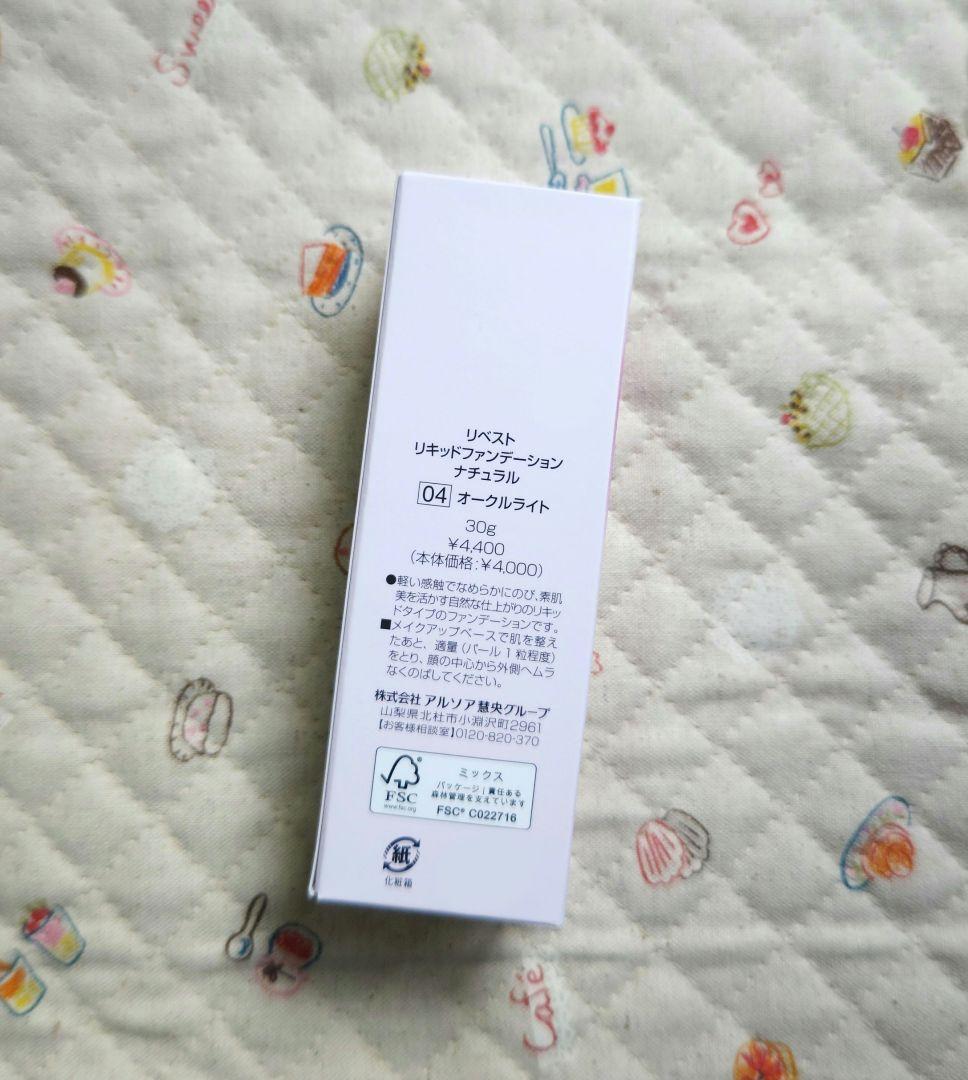 Swee
リベスト
リキッドファンデーション
ナチュラル
04 オークルライト
30g
¥4,400
(本体価格:¥4,000)
●軽い感触でなめらかにのび、素肌
美を活かす自然な仕上がりのリキッ
ドタイプのファンデーションです。
■メイクアップベースで肌を整え
たあと、適量(パール1粒程度)
をとり、顔の中心から外側へムラ
なくのばしてください。
株式会社 アルソア慧央グループ
山梨県北杜市小淵沢町2961
【お客様相談室】0120-820-370
FSC®
www.fsc.org
ミックス
パッケージ|責任ある
森林管理を支えています
FSC® C022716
紙
化粧箱
Café